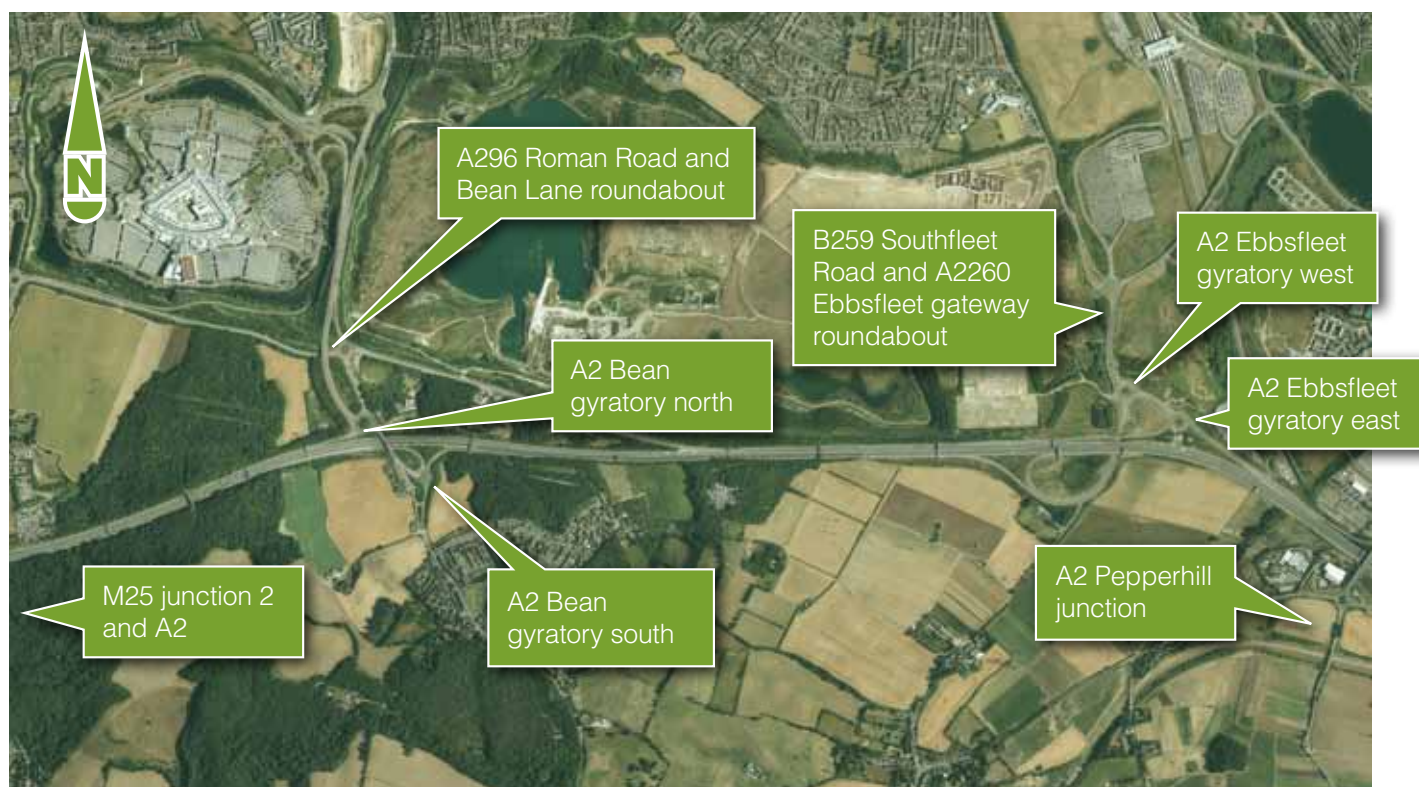 N
A296 Roman Road and
Bean Lane roundabout
B259 Southfleet
Road and A2260
Ebbsfleet gateway
roundabout
A2 Ebbsfleet
gyratory west
A2 Bean
gyratory north
A2 Ebbsfleet
gyratory east
M25 junction 2
and A2
A2 Bean
gyratory south
A2 Pepperhill
junction